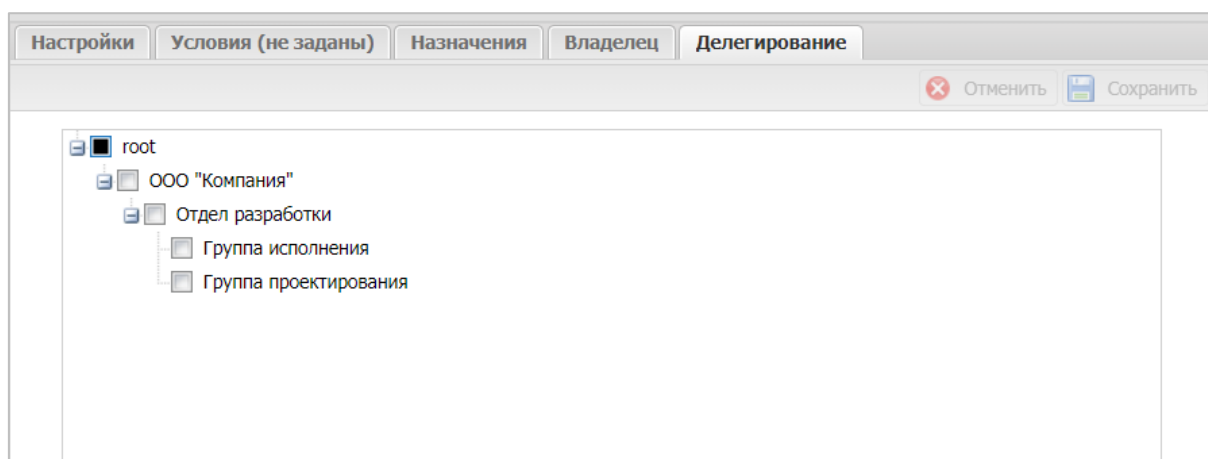 Настройки Условия (не заданы) Назначения Владелец Делегирование
Отменить Сохранить
root
ООО "Компания"
Отдел разработки
Группа исполнения
Группа проектирования